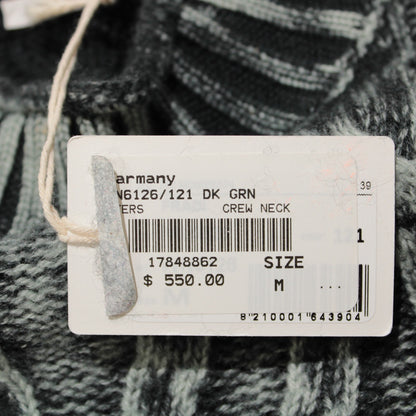 armany
N6126/121 DK GRN
ERS CREW NECK
39
1
17848862 SIZE
$ 550.00 M ...
8 210001 643904